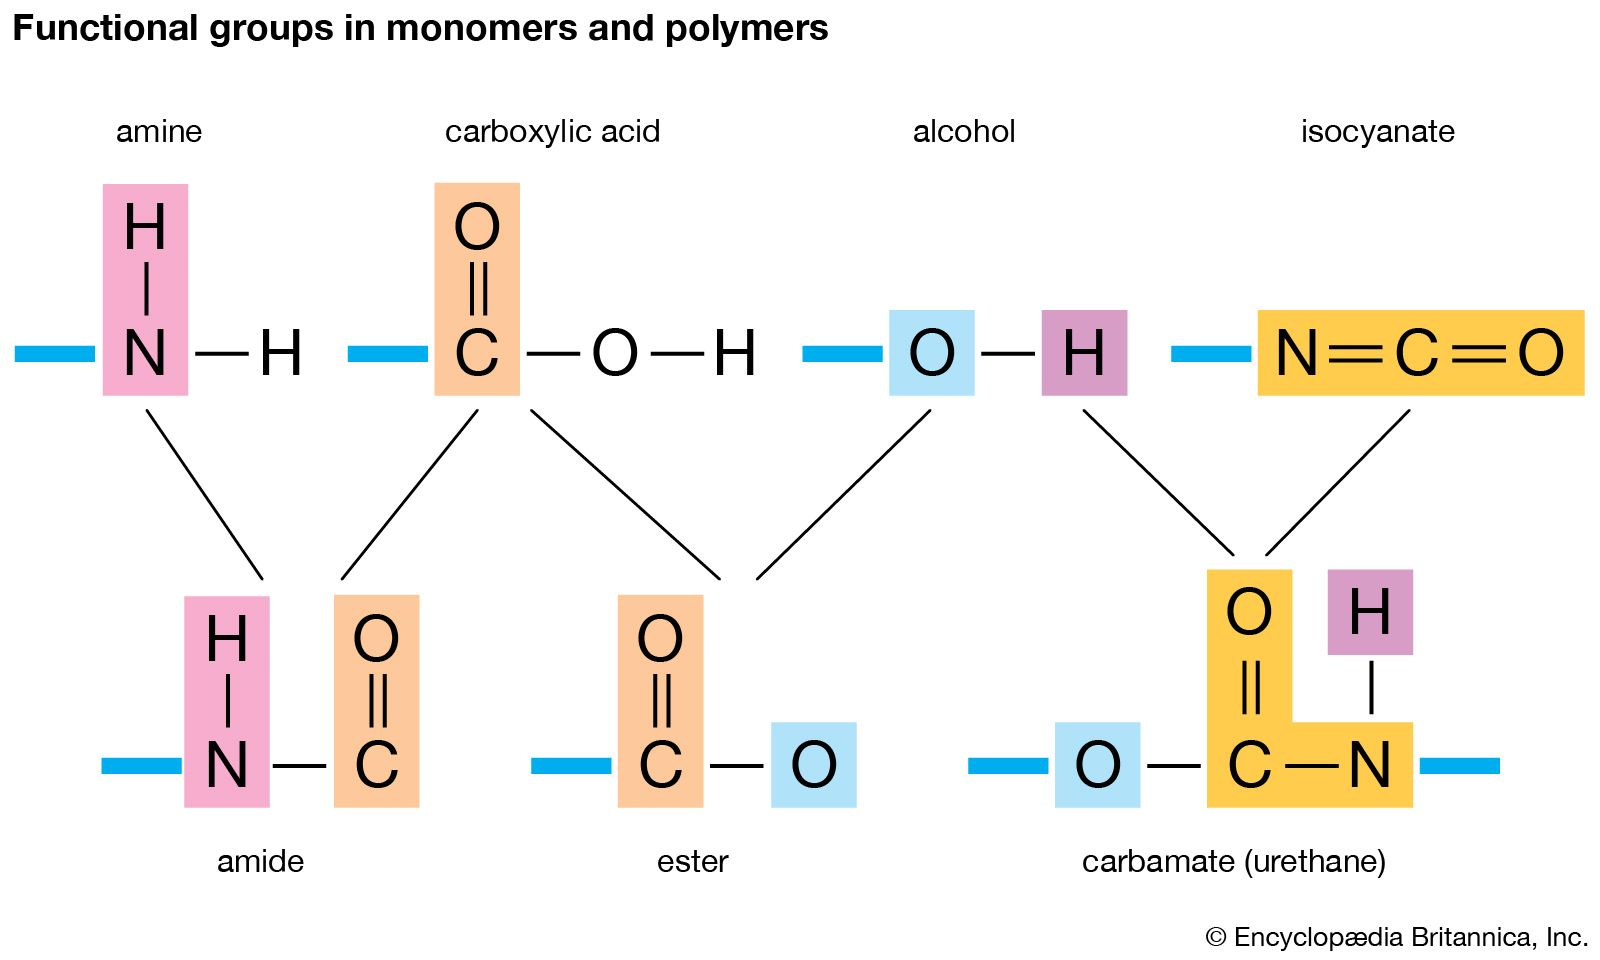 Functional groups in monomers and polymers
amine carboxylic acid alcohol isocyanate
H O
N H C O H O H N C O
H O O O H
N C C O O C N
amide ester carbamate (urethane)
© Encyclopædia Britannica, Inc.